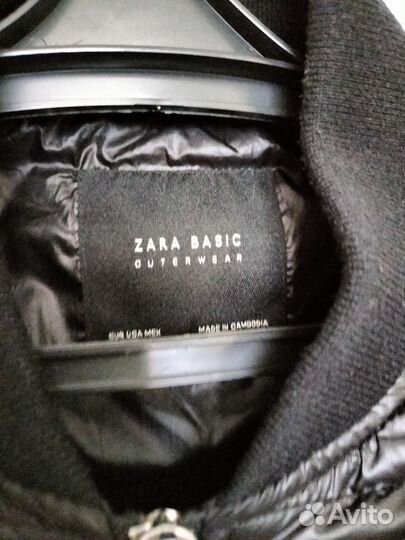 ZARA BASIC
OUTERWEAR
EUR USA MEX MADE IN CAMBODIA
Avito